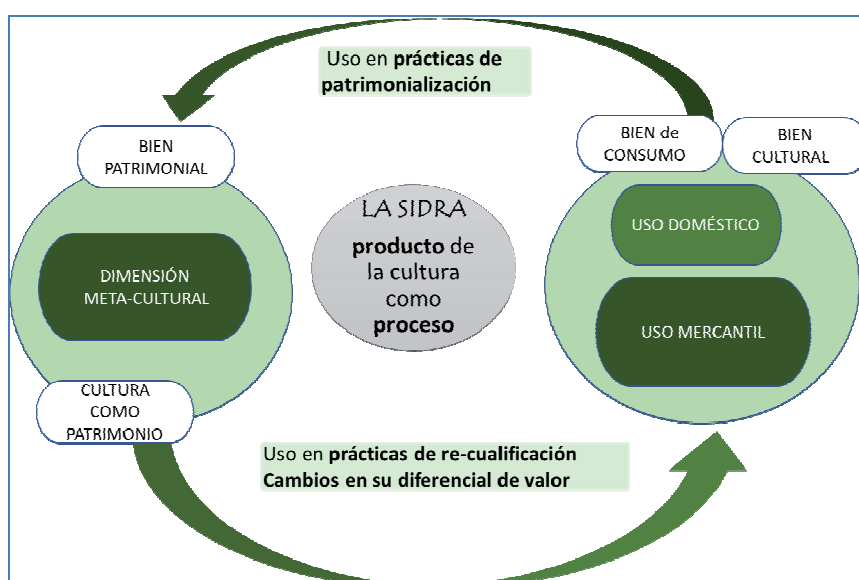 Uso en prácticas de
patrimonialización
BIEN
PATRIMONIAL
BIEN de
CONSUMO
BIEN
CULTURAL
LA SIDRA
producto de
la cultura
como
proceso
USO DOMÉSTICO
DIMENSIÓN
META-CULTURAL
USO MERCANTIL
CULTURA
COMO
PATRIMONIO
Uso en prácticas de re-cualificación
Cambios en su diferencial de valor